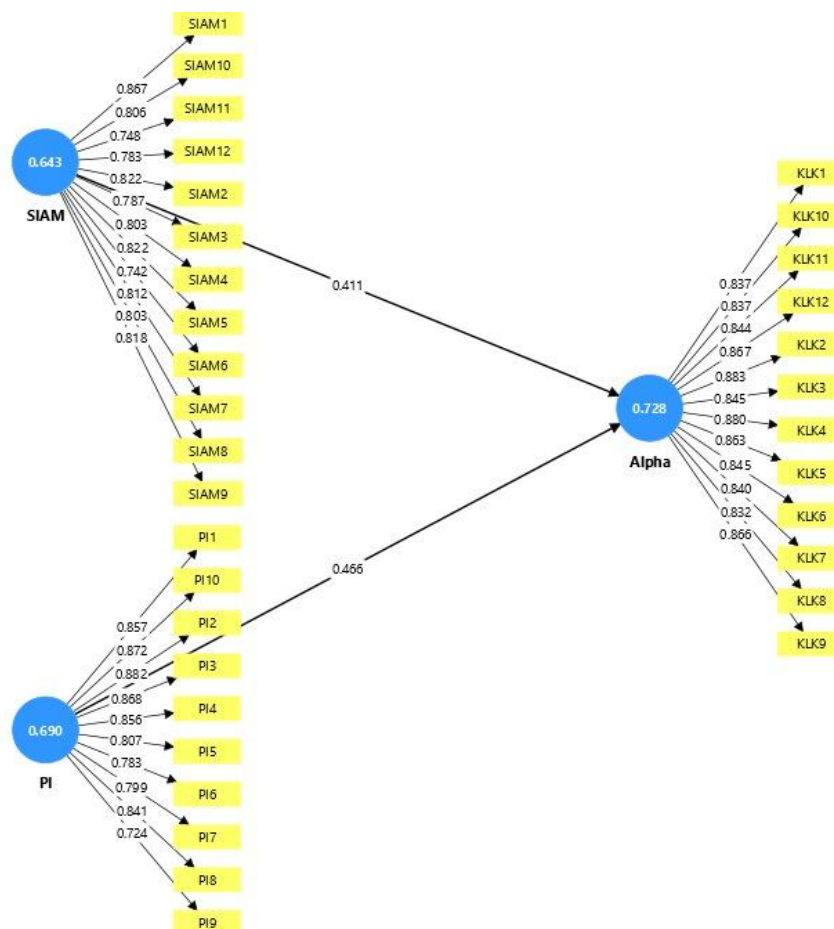 SIAM1
SIAM10
SIAM11
SIAM12
SIAM2
SIAM3
SIAM4
SIAM5
SIAM6
SIAM7
SIAM8
SIAM9
0.867
0.806
0.748
0.783
0.822
0.787
0.803
0.822
0.742
0.812
0.803
0.818
0.643
SIAM
0.411
PI1
PI10
PI2
PI3
PI4
PI5
PI6
PI7
PI8
PI9
0.857
0.872
0.882
0.868
0.856
0.807
0.783
0.799
0.841
0.724
0.690
PI
0.466
0.728
Alpha
0.837
0.837
0.844
0.867
0.883
0.845
0.880
0.863
0.845
0.840
0.832
0.866
KLK1
KLK10
KLK11
KLK12
KLK2
KLK3
KLK4
KLK5
KLK6
KLK7
KLK8
KLK9